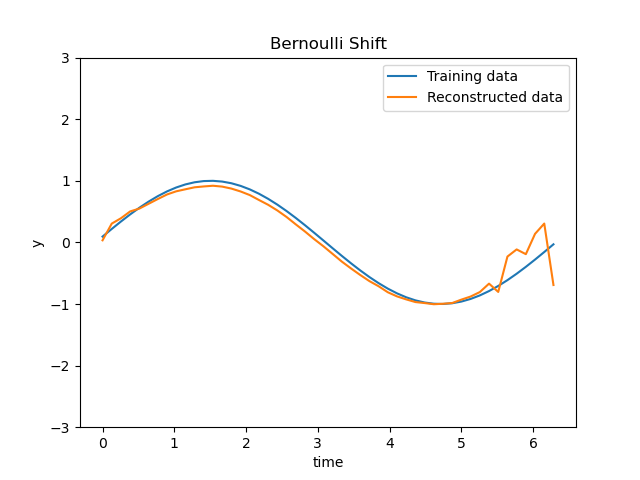 Bernoulli Shift
Training data
Reconstructed data
3
2
1
0
−1
−2
−3
y
0
1
2
3
4
5
6
time